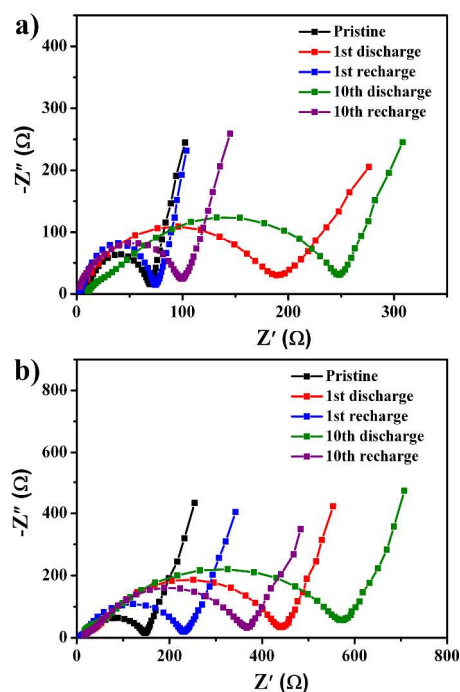 a)
400
300
200
100
0
-Z″ (Ω)
0 100 200 300
Z′ (Ω)
Pristine
1st discharge
1st recharge
10th discharge
10th recharge
b)
800
600
400
200
0
-Z″ (Ω)
0 200 400 600 800
Z′ (Ω)
Pristine
1st discharge
1st recharge
10th discharge
10th recharge